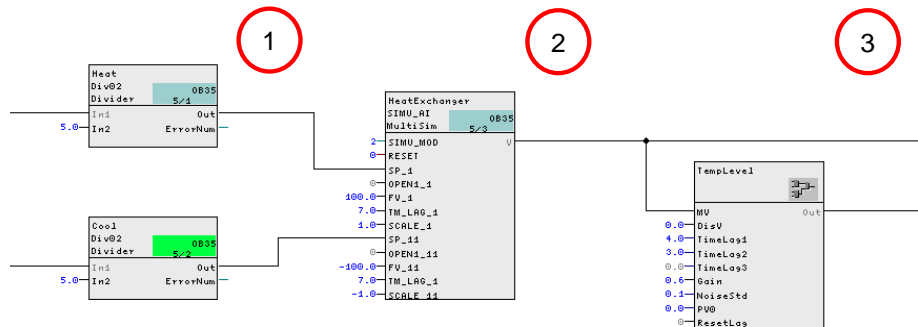 1
2
3
Heat
Div02
Divider
OB35
5/1
In1
Out
5.0
In2
ErrorNum
HeatExchanger
SIMU_AI
MultiSim
OB35
5/3
2
SIMU_MOD
V
0
RESET
SP_1
0
OPEN1_1
100.0
FV_1
7.0
TM_LAG_1
1.0
SCALE_1
SP_11
0
OPEN1_11
-100.0
FV_11
7.0
TM_LAG_1
-1.0
SCALE_11
Cool
Div02
Divider
OB35
5/2
In1
Out
5.0
In2
ErrorNum
TempLevel
MV
Out
0.0
DisV
4.0
TimeLag1
3.0
TimeLag2
0.0
TimeLag3
0.6
Gain
0.1
NoiseStd
0.0
PV0
0
ResetLag